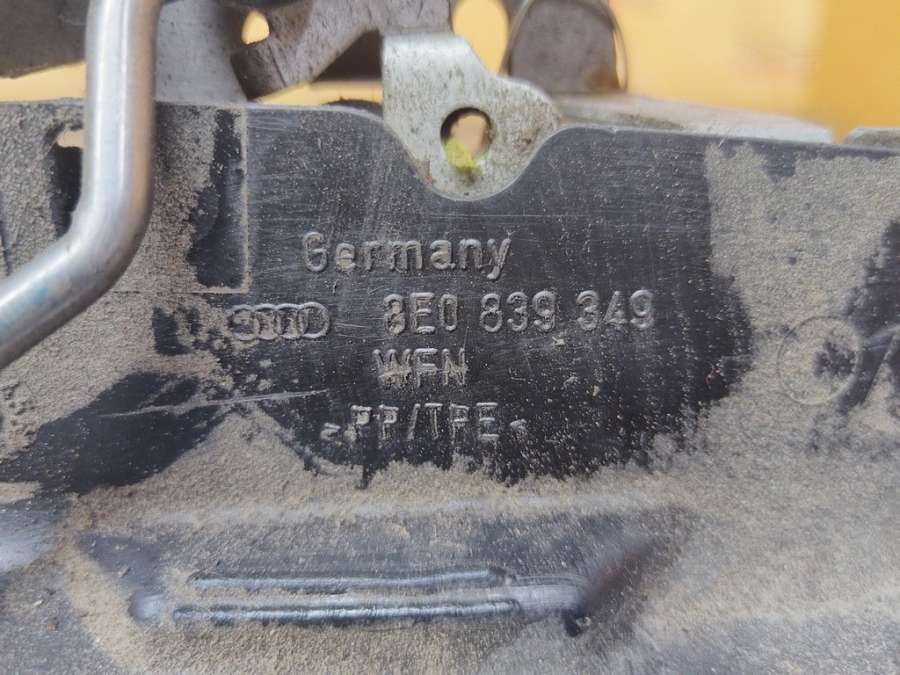 Germany
8E0 839 349
WFN
>PP/TPE<